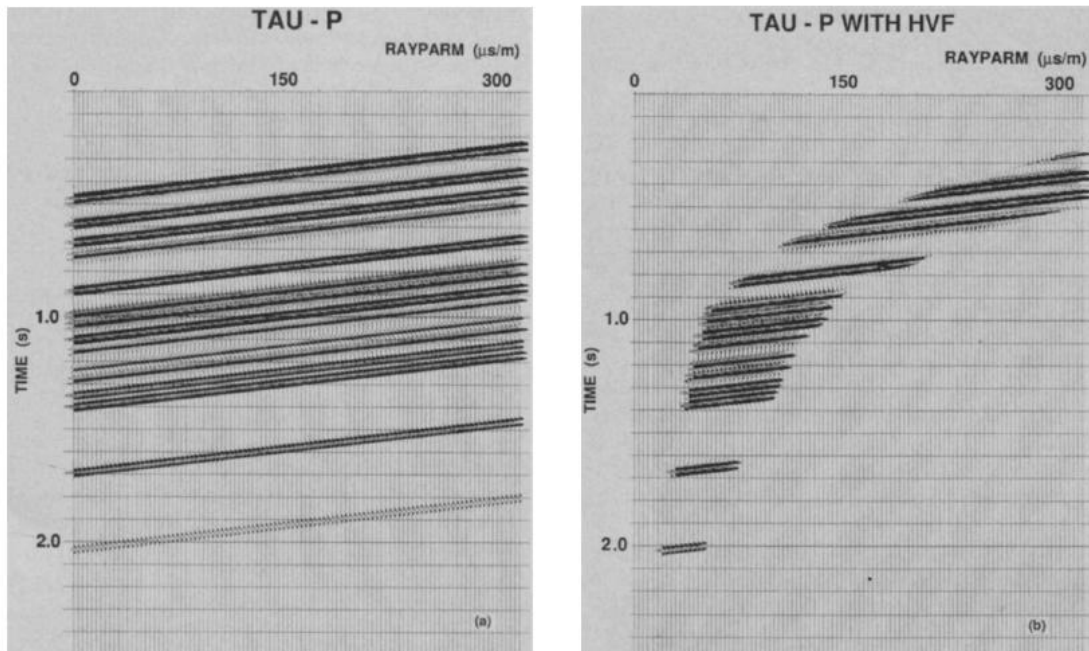 TAU - P
RAYPARM (μs/m)
0 150 300
1.0
TIME (s)
2.0
(a)
TAU - P WITH HVF
RAYPARM (μs/m)
0 150 300
1.0
TIME (s)
2.0
(b)